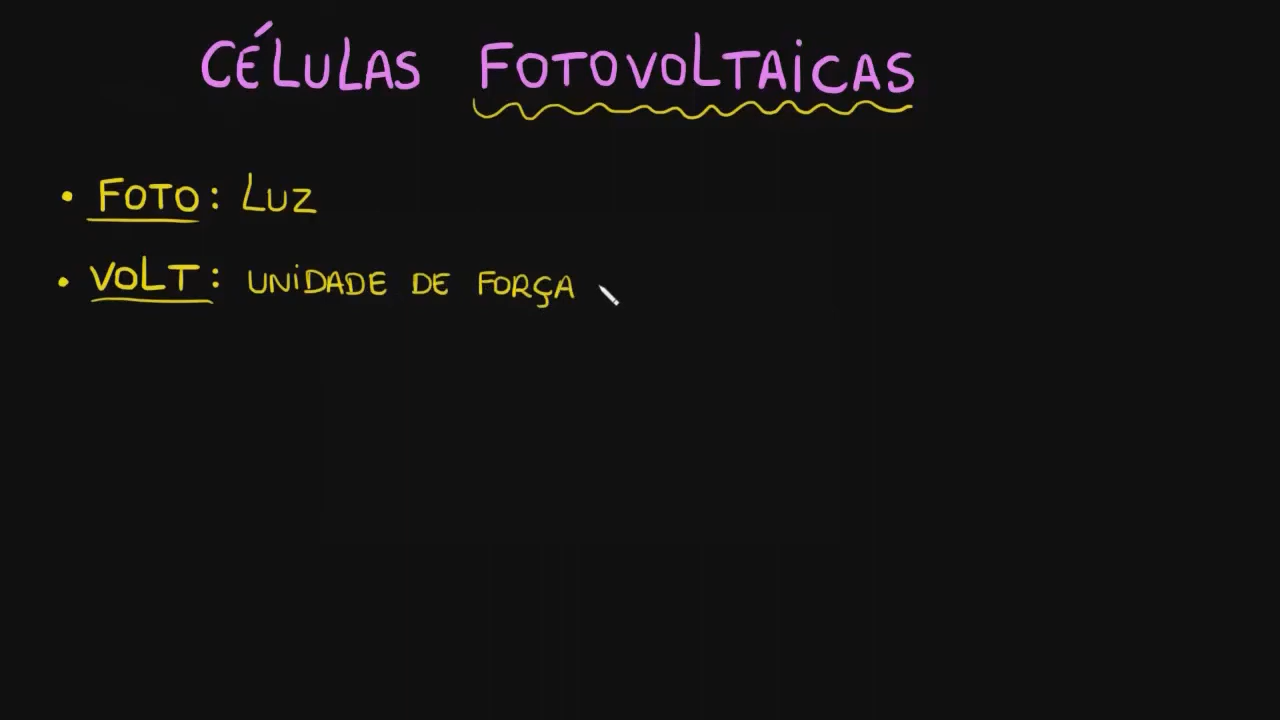 CÉLULAS FOTOVOLTAiCAS
• FOTO: LUZ
• VOLT: UNiDADE DE FORÇA